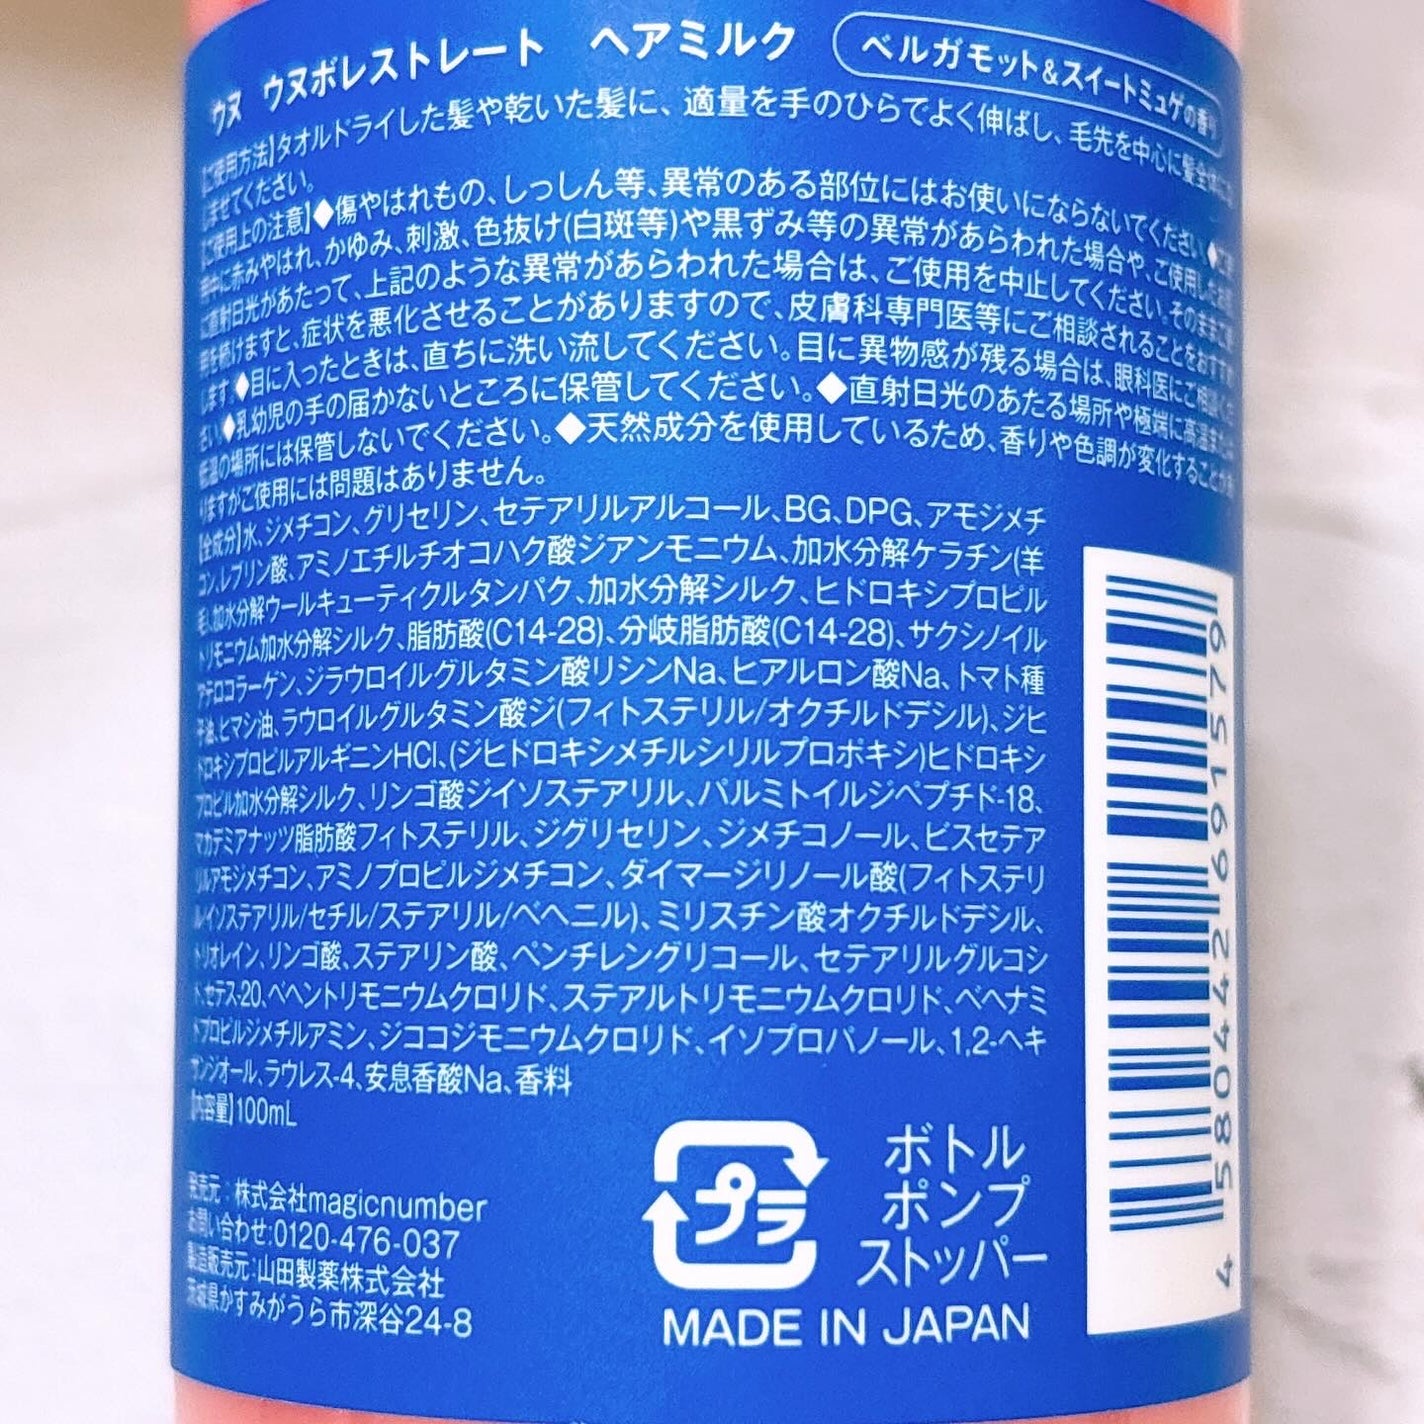 ウヌ ウヌボレストレート ヘアミルク ベルガモット&スイートミュゲの香り
【ご使用方法】タオルドライした髪や乾いた髪に、適量を手のひらでよく伸ばし、毛先を中心に髪全体に
じませてください。
【ご使用上の注意】◆傷やはれもの、しっしん等、異常のある部位にはお使いにならないでください。◆
用中に赤みやはれ、かゆみ、刺激、色抜け(白斑等)や黒ずみ等の異常があらわれた場合や、ご使用したお肌
に直射日光があたって、上記のような異常があらわれた場合は、ご使用を中止してください。そのままご使
用を続けますと、症状を悪化させることがありますので、皮膚科専門医等にご相談されることをおすすめ
します。◆目に入ったときは、直ちに洗い流してください。目に異物感が残る場合は、眼科医にご相談くだ
さい。◆乳幼児の手の届かないところに保管してください。◆直射日光のあたる場所や極端に高温または
低温の場所には保管しないでください。◆天然成分を使用しているため、香りや色調が変化することがあ
りますがご使用には問題はありません。
【全成分】水、ジメチコン、グリセリン、セテアリルアルコール、BG、DPG、アモジメチ
コン、レブリン酸、アミノエチルチオコハク酸ジアンモニウム、加水分解ケラチン(羊
毛)、加水分解ウールキューティクルタンパク、加水分解シルク、ヒドロキシプロピル
トリモニウム加水分解シルク、脂肪酸(C14-28)、分岐脂肪酸(C14-28)、サクシノイル
アテロコラーゲン、ジラウロイルグルタミン酸リシンNa、ヒアルロン酸Na、トマト種
子油、ヒマシ油、ラウロイルグルタミン酸ジ(フィトステリル/オクチルドデシル)、ジヒ
ドロキシプロピルアルギニンHCl、(ジヒドロキシメチルシリルプロポキシ)ヒドロキシ
プロピル加水分解シルク、リンゴ酸ジイソステアリル、パルミトイルジペプチド-18、
マカデミアナッツ脂肪酸フィトステリル、ジグリセリン、ジメチコノール、ビスセテア
リルアモジメチコン、アミノプロピルジメチコン、ダイマージリノール酸(フィトステリ
ル/イソステアリル/セチル/ステアリル/ベヘニル)、ミリスチン酸オクチルドデシル、
トリオレイン、リンゴ酸、ステアリン酸、ペンチレングリコール、セテアリルグルコシ
ド、セテス-20、ベヘントリモニウムクロリド、ステアルトリモニウムクロリド、ベヘナミ
ドプロピルジメチルアミン、ジココジモニウムクロリド、イソプロパノール、1,2-ヘキ
サンジオール、ラウレス-4、安息香酸Na、香料
【内容量】100mL
発売元:株式会社magicnumber
お問い合わせ:0120-476-037
製造販売元:山田製薬株式会社
茨城県かすみがうら市深谷24-8
プラ
ボトル
ポンプ
ストッパー
MADE IN JAPAN
4 580442 991579